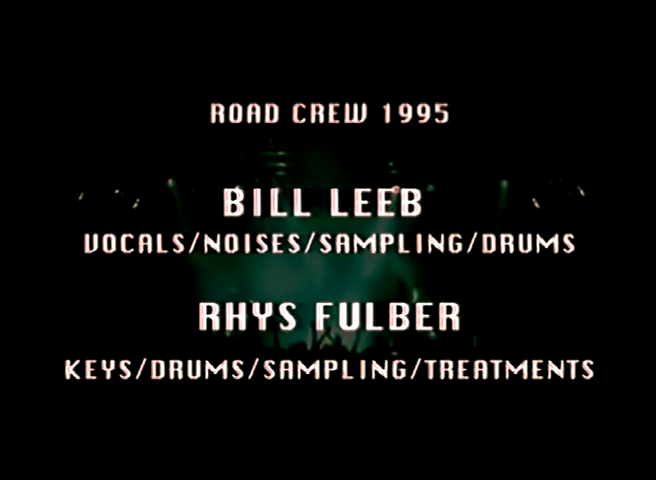 ROAD CREW 1995
BILL LEEB
VOCALS/NOISES/SAMPLING/DRUMS
RHYS FULBER
KEYS/DRUMS/SAMPLING/TREATMENTS